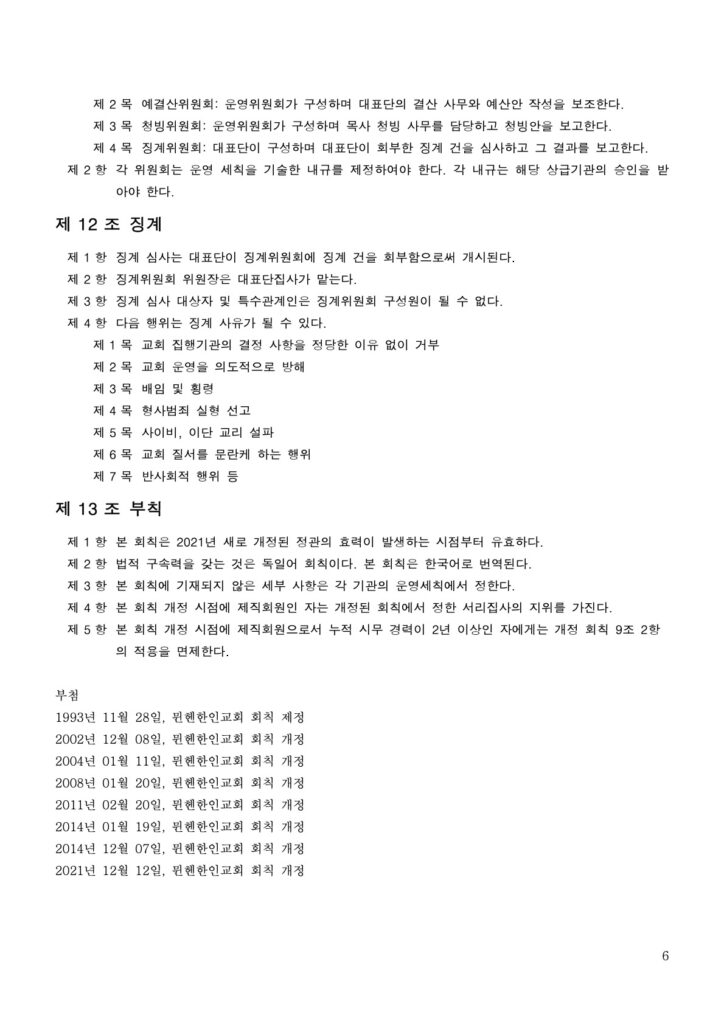 제 2 목 예결산위원회: 운영위원회가 구성하며 대표단의 결산 사무와 예산안 작성을 보조한다.
제 3 목 청빙위원회: 운영위원회가 구성하며 목사 청빙 사무를 담당하고 청빙안을 보고한다.
제 4 목 징계위원회: 대표단이 구성하며 대표단이 회부한 징계 건을 심사하고 그 결과를 보고한다.
제 2 항 각 위원회는 운영 세칙을 기술한 내규를 제정하여야 한다. 각 내규는 해당 상급기관의 승인을 받
아야 한다.
제 12 조 징계
제 1 항 징계 심사는 대표단이 징계위원회에 징계 건을 회부함으로써 개시된다.
제 2 항 징계위원회 위원장은 대표단집사가 맡는다.
제 3 항 징계 심사 대상자 및 특수관계인은 징계위원회 구성원이 될 수 없다.
제 4 항 다음 행위는 징계 사유가 될 수 있다.
제 1 목 교회 집행기관의 결정 사항을 정당한 이유 없이 거부
제 2 목 교회 운영을 의도적으로 방해
제 3 목 배임 및 횡령
제 4 목 형사범죄 실형 선고
제 5 목 사이비, 이단 교리 설파
제 6 목 교회 질서를 문란케 하는 행위
제 7 목 반사회적 행위 등
제 13 조 부칙
제 1 항 본 회칙은 2021년 새로 개정된 정관의 효력이 발생하는 시점부터 유효하다.
제 2 항 법적 구속력을 갖는 것은 독일어 회칙이다. 본 회칙은 한국어로 번역된다.
제 3 항 본 회칙에 기재되지 않은 세부 사항은 각 기관의 운영세칙에서 정한다.
제 4 항 본 회칙 개정 시점에 제직회원인 자는 개정된 회칙에서 정한 서리집사의 지위를 가진다.
제 5 항 본 회칙 개정 시점에 제직회원으로서 누적 시무 경력이 2년 이상인 자에게는 개정 회칙 9조 2항
의 적용을 면제한다.
부첨
1993년 11월 28일, 뮌헨한인교회 회칙 제정
2002년 12월 08일, 뮌헨한인교회 회칙 개정
2004년 01월 11일, 뮌헨한인교회 회칙 개정
2008년 01월 20일, 뮌헨한인교회 회칙 개정
2011년 02월 20일, 뮌헨한인교회 회칙 개정
2014년 01월 19일, 뮌헨한인교회 회칙 개정
2014년 12월 07일, 뮌헨한인교회 회칙 개정
2021년 12월 12일, 뮌헨한인교회 회칙 개정
6